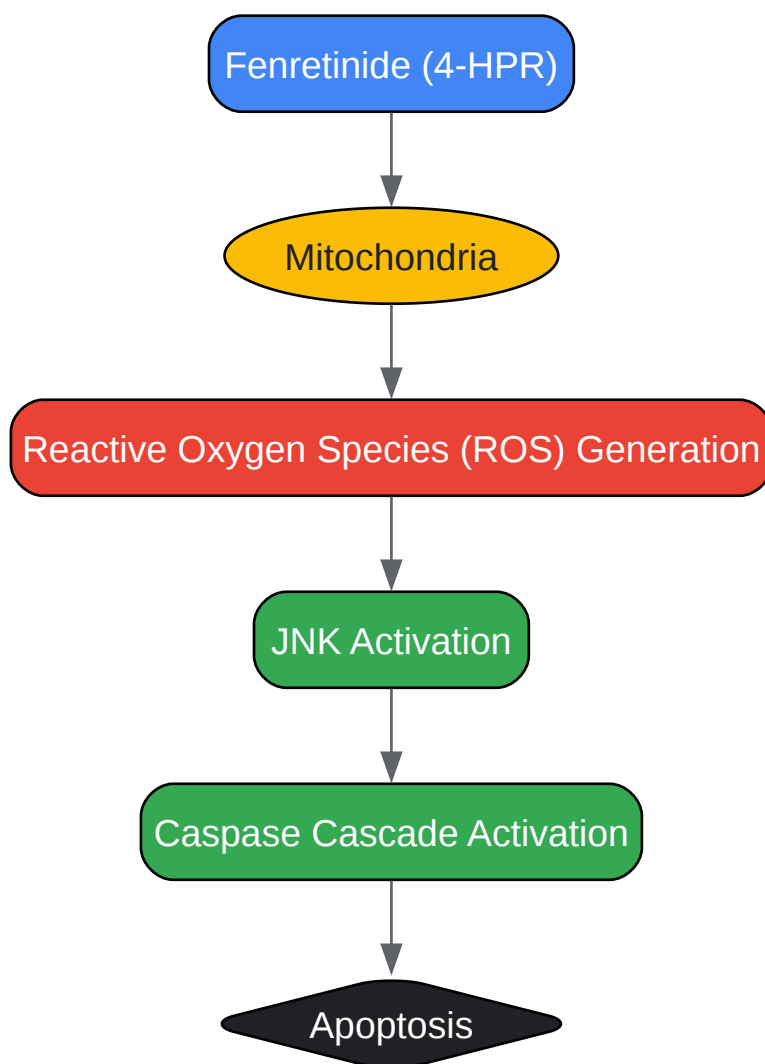 Fenretinide (4-HPR)
Mitochondria
Reactive Oxygen Species (ROS) Generation
JNK Activation
Caspase Cascade Activation
Apoptosis